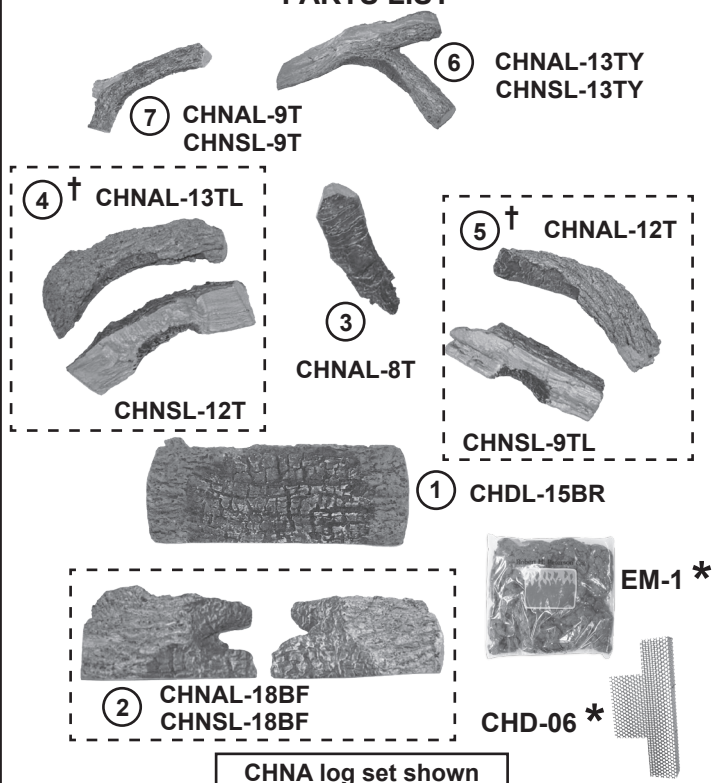 PARTS LIST
6 CHNAL-13TY
CHNSL-13TY
7 CHNAL-9T
CHNSL-9T
4 † CHNAL-13TL
5 † CHNAL-12T
3
CHNAL-8T
CHNSL-12T
CHNSL-9TL
1 CHDL-15BR
EM-1 *
2 CHNAL-18BF
CHNSL-18BF
CHD-06 *
CHNA log set shown